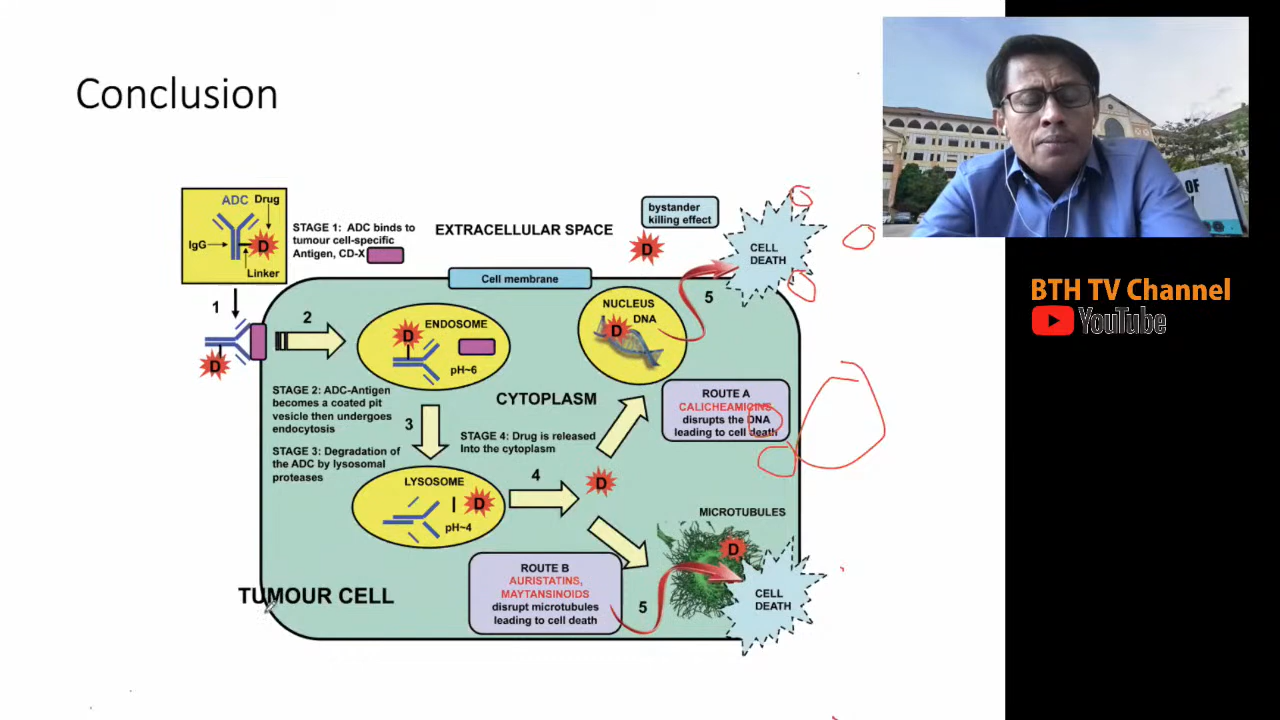 Conclusion
ADC Drug
IgG
D
Linker
STAGE 1: ADC binds to
tumour cell-specific
Antigen, CD-X
EXTRACELLULAR SPACE
bystander
killing effect
D
CELL
DEATH
Cell membrane
1
2
D
ENDOSOME
D
pH~6
NUCLEUS
DNA
D
5
STAGE 2: ADC-Antigen
becomes a coated pit
vesicle then undergoes
endocytosis
3
CYTOPLASM
ROUTE A
CALICHEAMICINS
disrupts the DNA
leading to cell death
STAGE 3: Degradation of
the ADC by lysosomal
proteases
STAGE 4: Drug is released
Into the cytoplasm
4
D
LYSOSOME
D
pH~4
MICROTUBULES
D
ROUTE B
AURISTATINS,
MAYTANSINOIDS
disrupt microtubules
leading to cell death
5
CELL
DEATH
TUMOUR CELL
OF
BTH TV Channel
YouTube